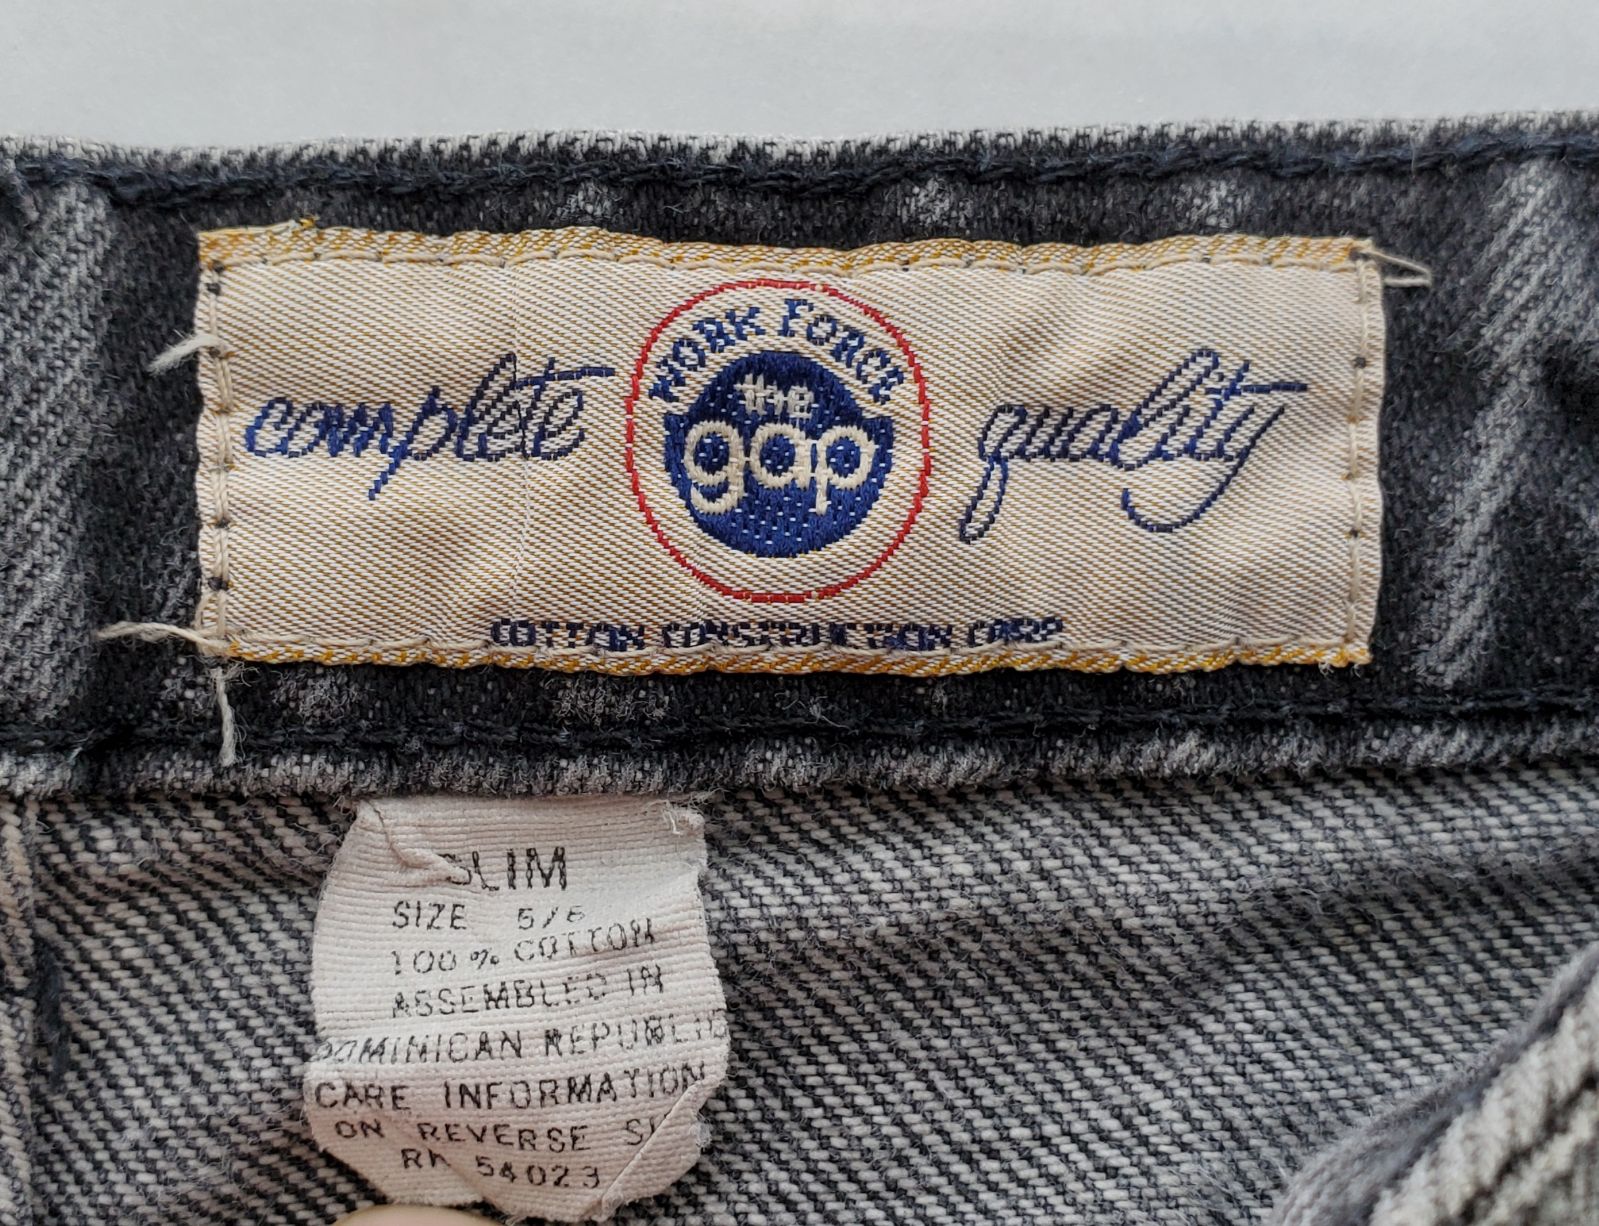 WORK FORCE
complete the gap quality
COTTON CONSTRUCTION CORP
SLIM
SIZE 5/6
100% COTTON
ASSEMBLED IN
DOMINICAN REPUBLIC
CARE INFORMATION
ON REVERSE
RN 54023